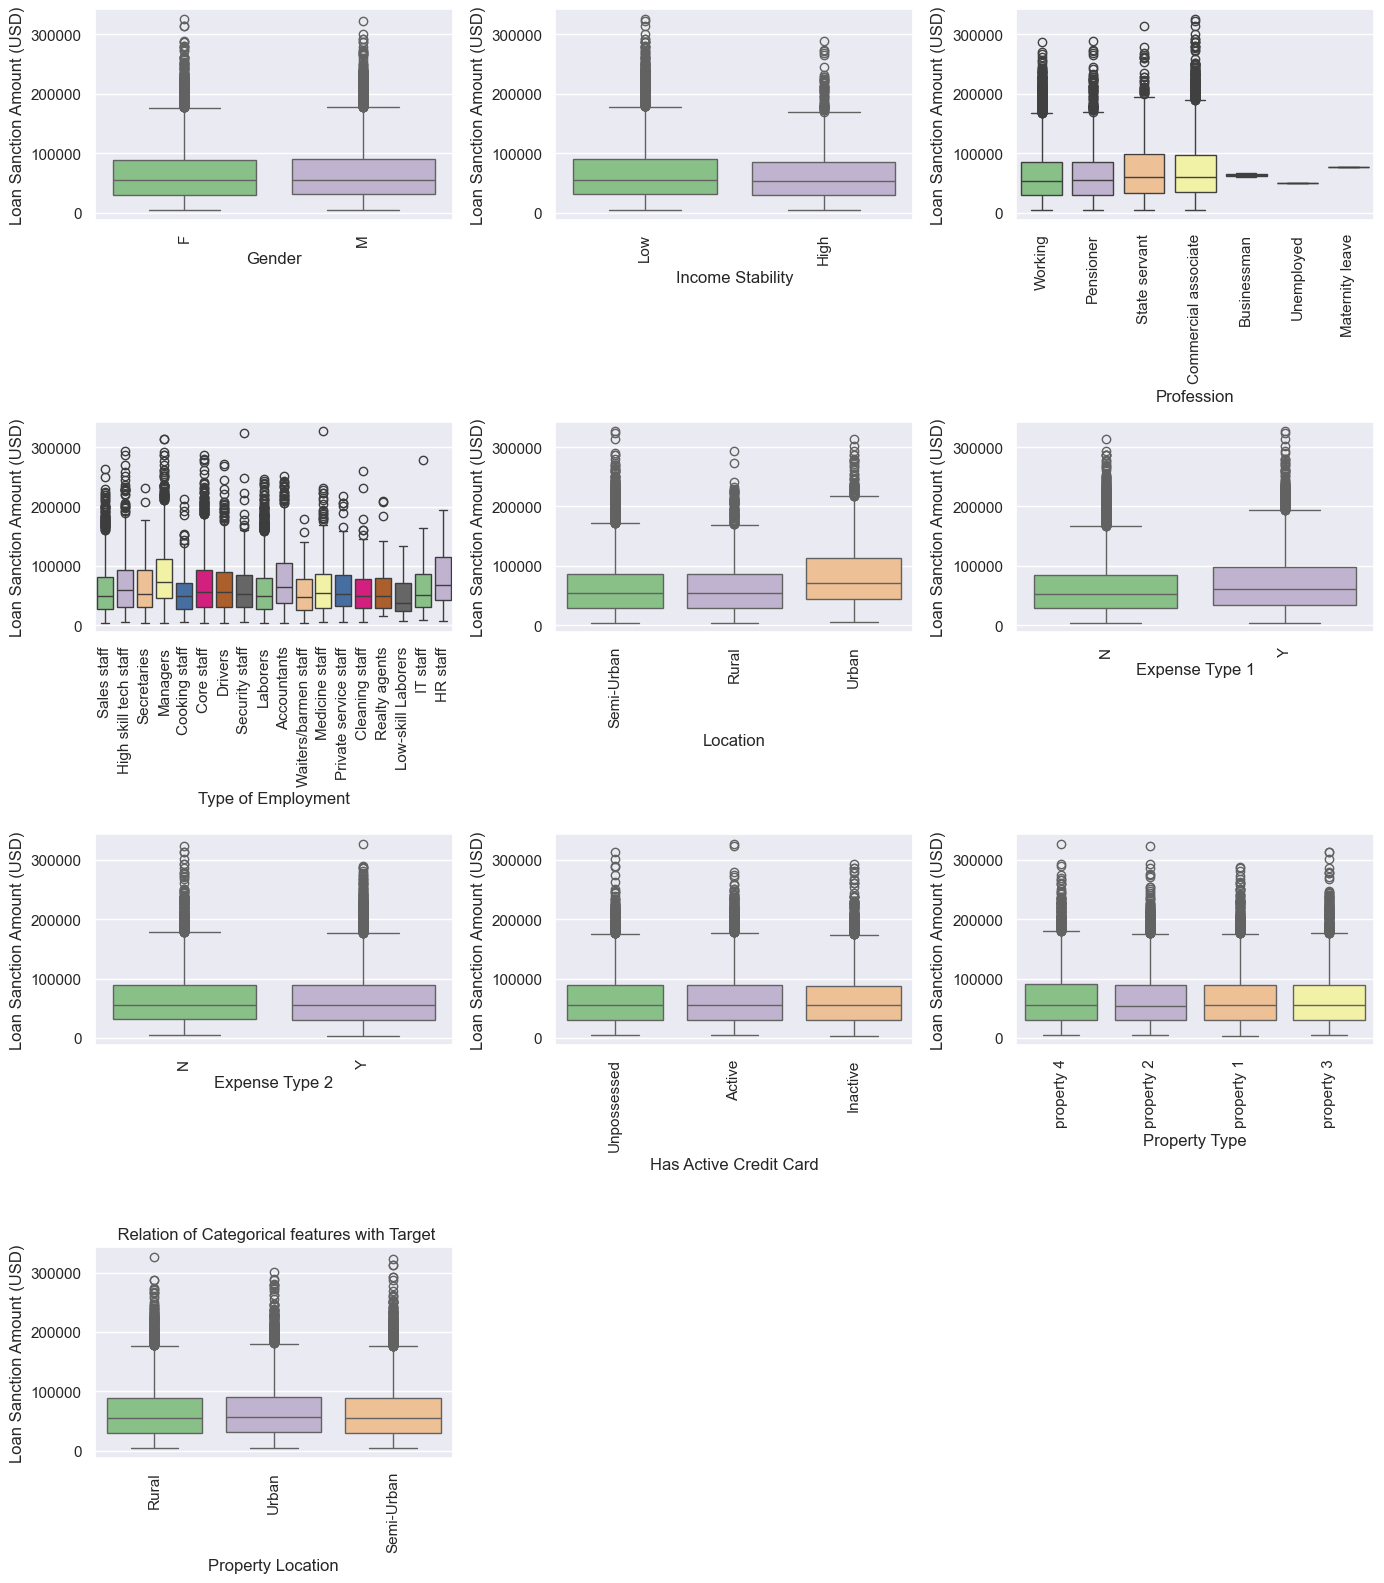 Loan Sanction Amount (USD)
300000
200000
100000
0
F
M
Gender
Loan Sanction Amount (USD)
Low
High
Income Stability
Loan Sanction Amount (USD)
300000
200000
100000
0
Working
Pensioner
State servant
Commercial associate
Businessman
Unemployed
Maternity leave
Profession
Loan Sanction Amount (USD)
300000
200000
100000
0
Sales staff
High skill tech staff
Secretaries
Managers
Cooking staff
Core staff
Drivers
Security staff
Laborers
Accountants
Waiters/barmen staff
Medicine staff
Private service staff
Cleaning staff
Realty agents
Low-skill Laborers
IT staff
HR staff
Type of Employment
Loan Sanction Amount (USD)
300000
200000
100000
0
Semi-Urban
Rural
Urban
Location
Loan Sanction Amount (USD)
300000
200000
100000
0
N
Y
Expense Type 1
Loan Sanction Amount (USD)
300000
200000
100000
0
N
Y
Expense Type 2
Loan Sanction Amount (USD)
300000
200000
100000
0
Unpossessed
Active
Inactive
Has Active Credit Card
Loan Sanction Amount (USD)
300000
200000
100000
0
property 4
property 2
property 1
property 3
Property Type
Relation of Categorical features with Target
Loan Sanction Amount (USD)
300000
200000
100000
0
Rural
Urban
Semi-Urban
Property Location